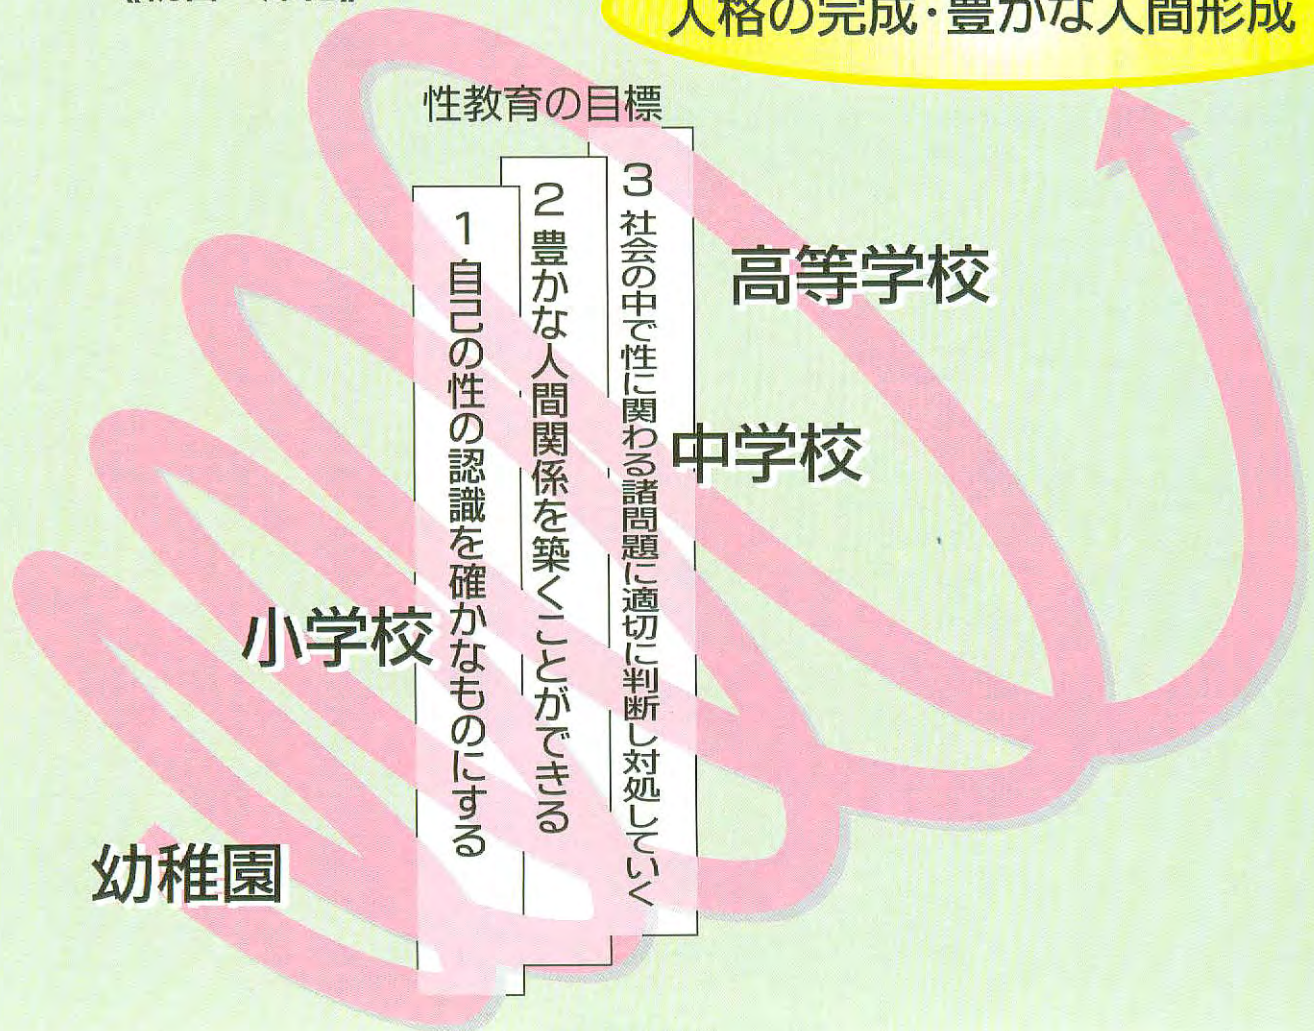 人格の完成・豊かな人間形成
性教育の目標
3 社会の中で性に関わる諸問題に適切に判断し対処していく
2 豊かな人間関係を築くことができる
1 自己の性の認識を確かなものにする
高等学校
中学校
小学校
幼稚園